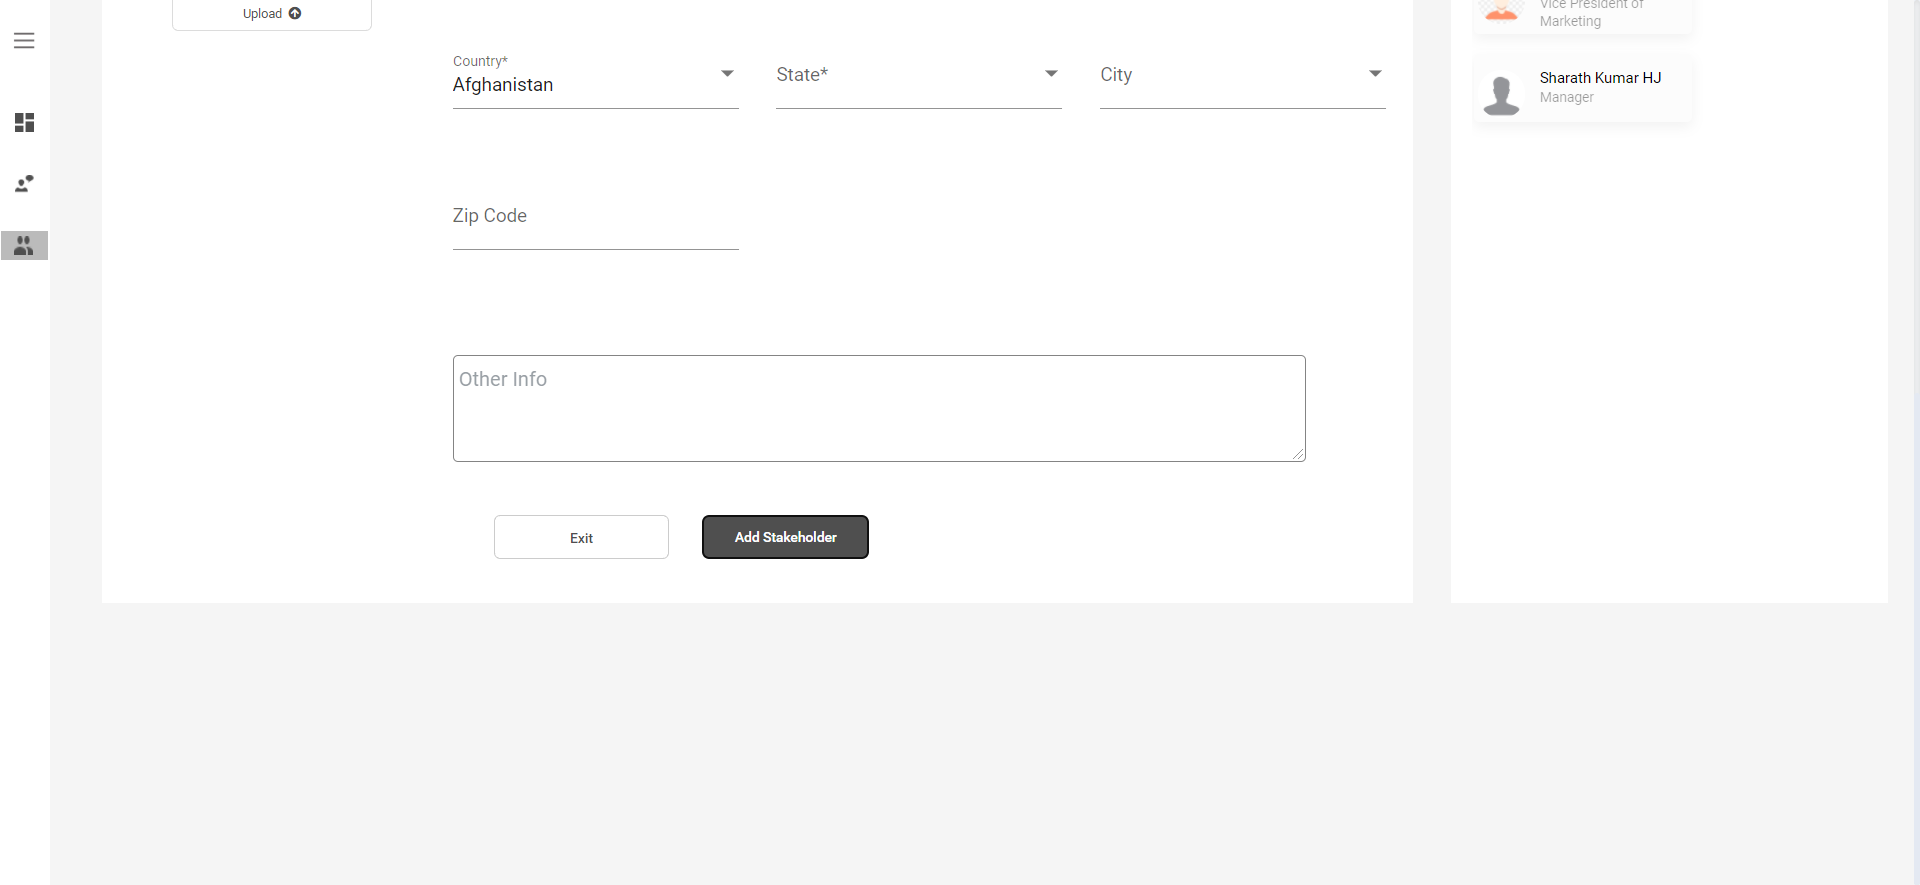 Upload
Country*
Afghanistan
State*
City
Zip Code
Other Info
Exit
Add Stakeholder
Vice President of
Marketing
Sharath Kumar HJ
Manager